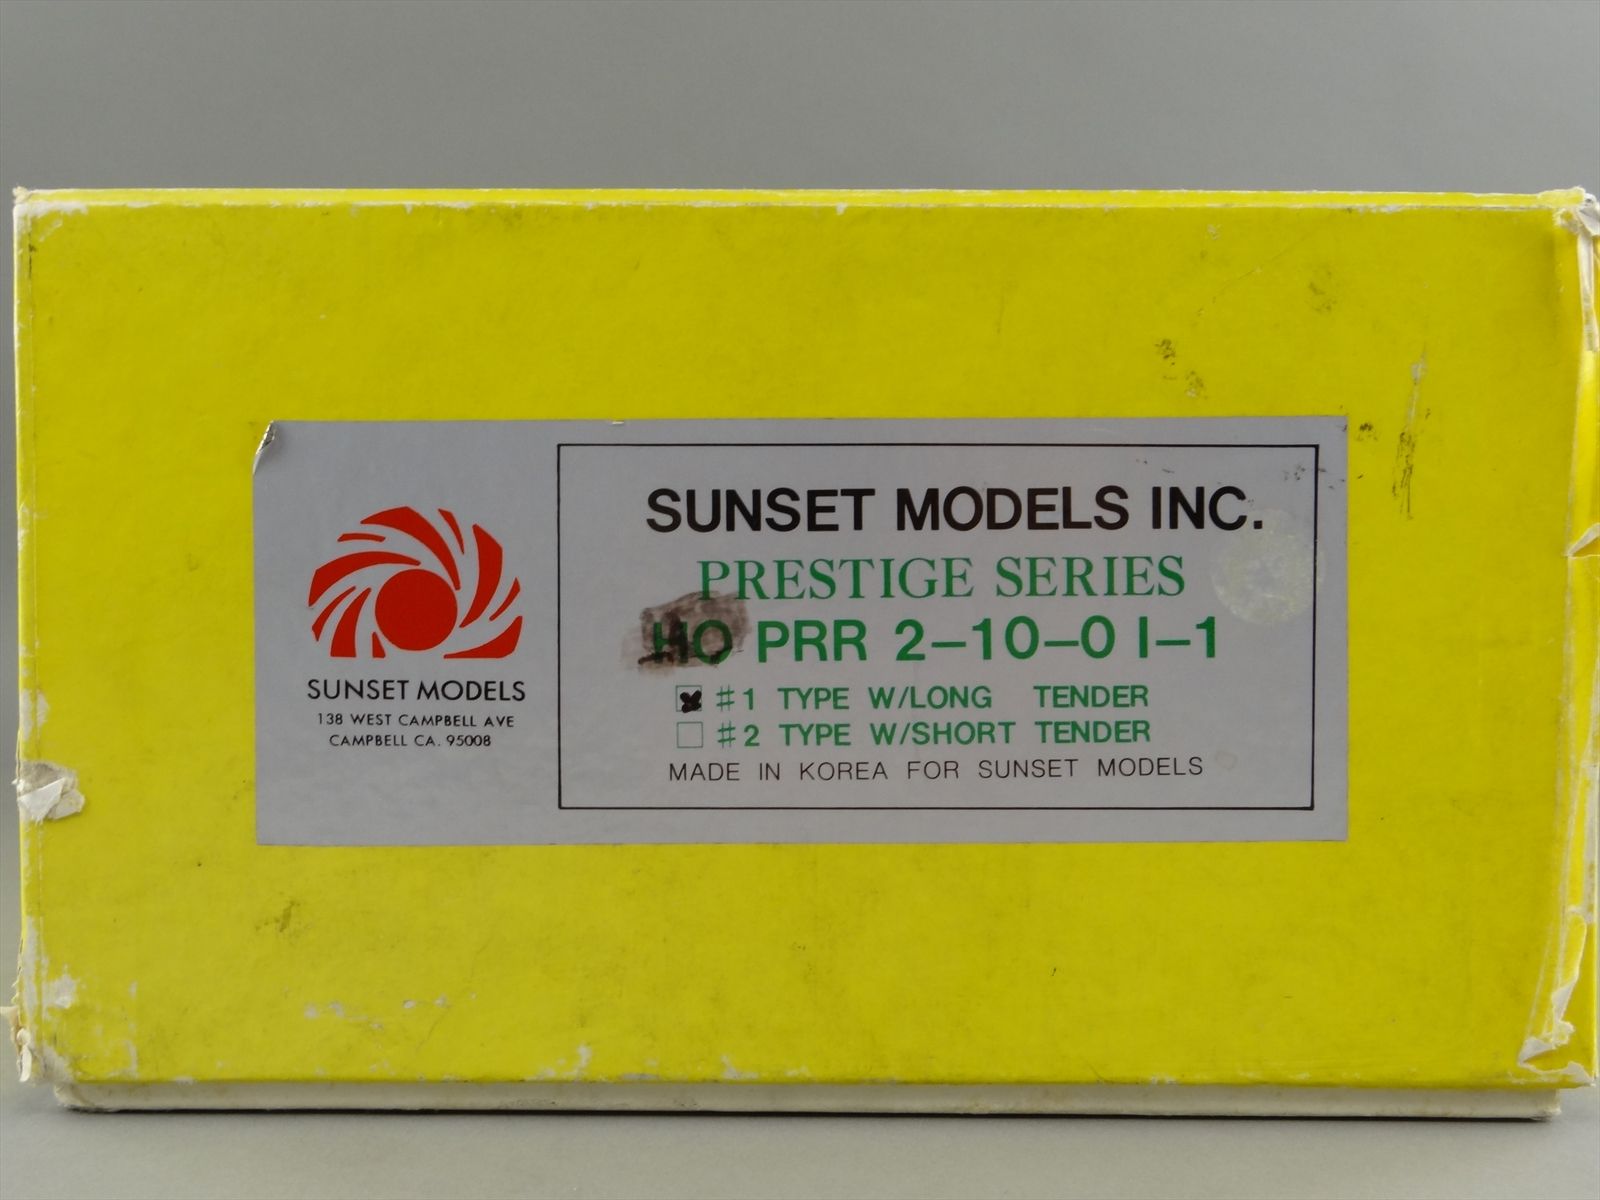 SUNSET MODELS
138 WEST CAMPBELL AVE
CAMPBELL CA. 95008
SUNSET MODELS INC.
PRESTIGE SERIES
HO PRR 2-10-0 I-1
#1 TYPE W/LONG TENDER
#2 TYPE W/SHORT TENDER
MADE IN KOREA FOR SUNSET MODELS